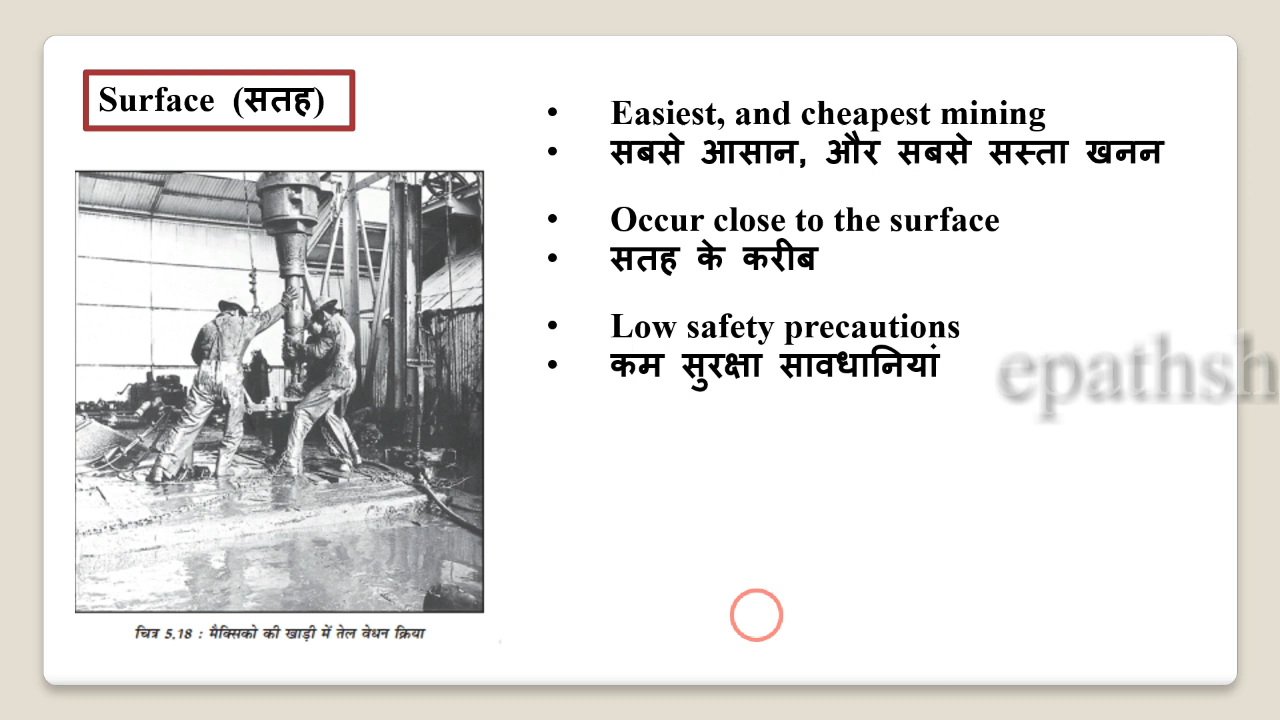 Surface (सतह)
• Easiest, and cheapest mining
• सबसे आसान, और सबसे सस्ता खनन
• Occur close to the surface
• सतह के करीब
• Low safety precautions
• कम सुरक्षा सावधानियां
epathsh
चित्र 5.18 : मैक्सिको की खाड़ी में तेल वेधन क्रिया